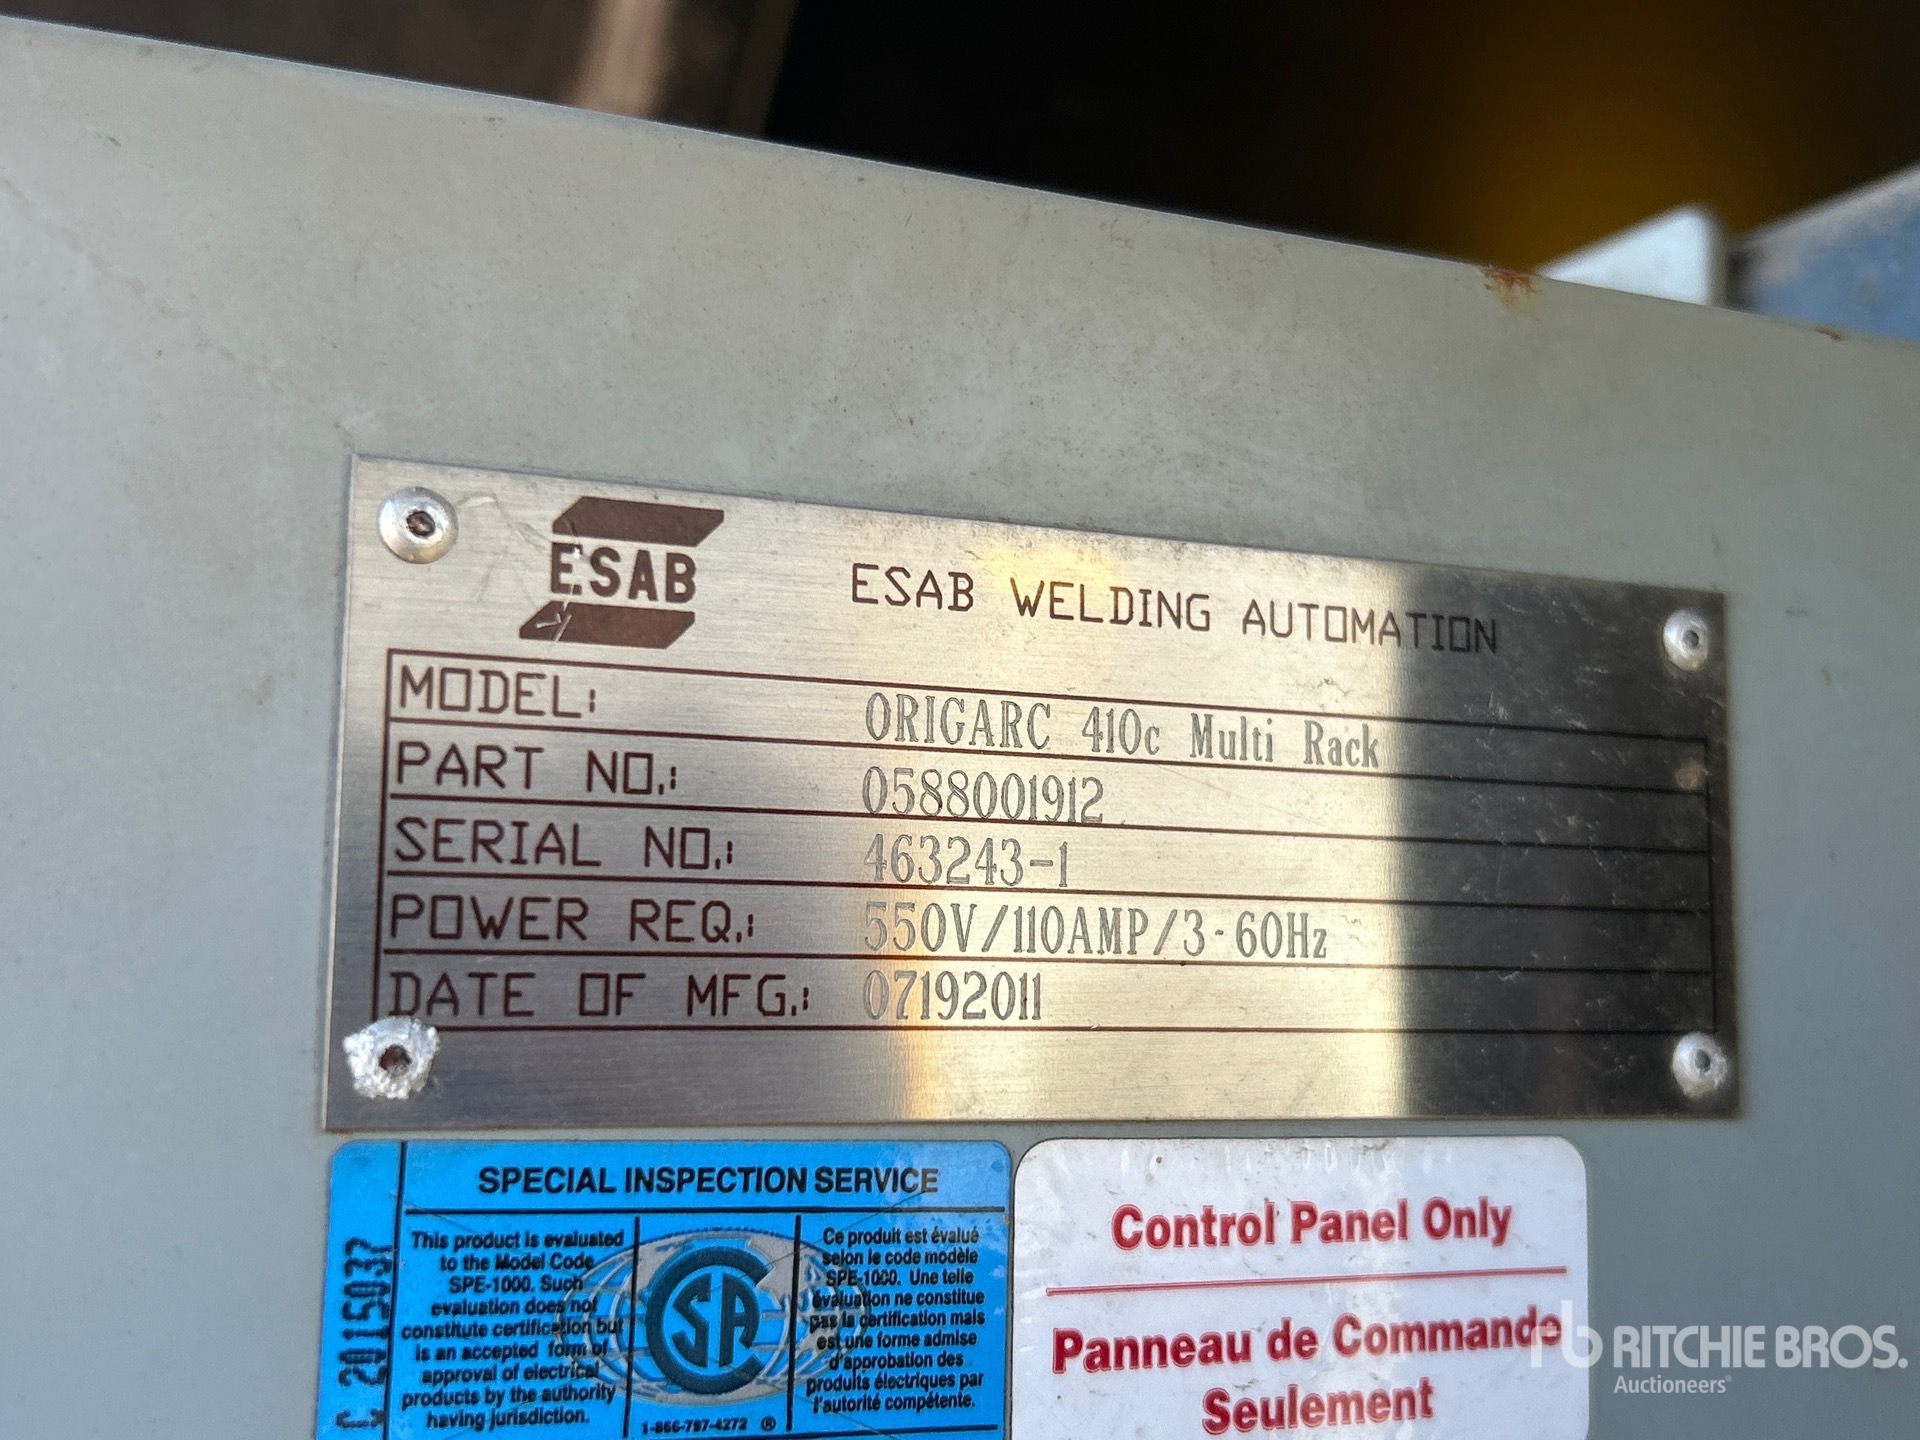 ESAB
ESAB WELDING AUTOMATION
MODEL: ORIGARC 410c Multi Rack
PART NO.: 0588001912
SERIAL NO.: 463243-1
POWER REQ.: 550V/110AMP/3-60Hz
DATE OF MFG.: 07192011
SPECIAL INSPECTION SERVICE
This product is evaluated
to the Model Code
SPE-1000. Such
evaluation does not
constitute certification but
is an accepted form of
approval of electrical
products by the authority
having jurisdiction.
CSA
1-866-797-4272 ®
Ce produit est évalué
selon le code modèle
SPE-1000. Une telle
évaluation ne constitue
pas la certification mais
est une forme admise
d'approbation des
produits électriques par
l'autorité compétente.
C 2015037
Control Panel Only
Panneau de Commande
Seulement
rb RITCHIE BROS.
Auctioneers